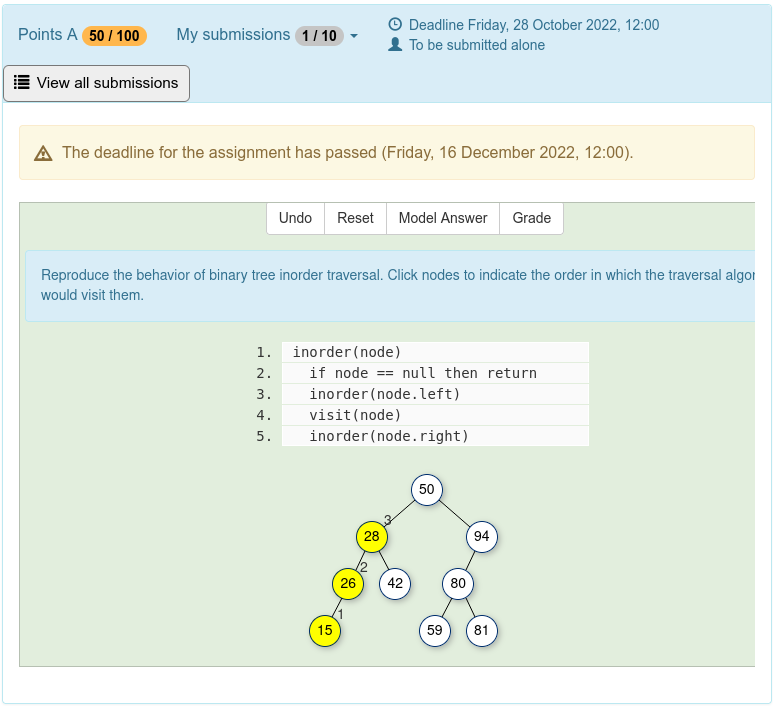 Points A 50 / 100 My submissions 1 / 10
Deadline Friday, 28 October 2022, 12:00
To be submitted alone
View all submissions
The deadline for the assignment has passed (Friday, 16 December 2022, 12:00).
Undo Reset Model Answer Grade
Reproduce the behavior of binary tree inorder traversal. Click nodes to indicate the order in which the traversal algor
would visit them.
1. inorder(node)
2. if node == null then return
3. inorder(node.left)
4. visit(node)
5. inorder(node.right)
50
3
28 94
2
26 42 80
1
15 59 81